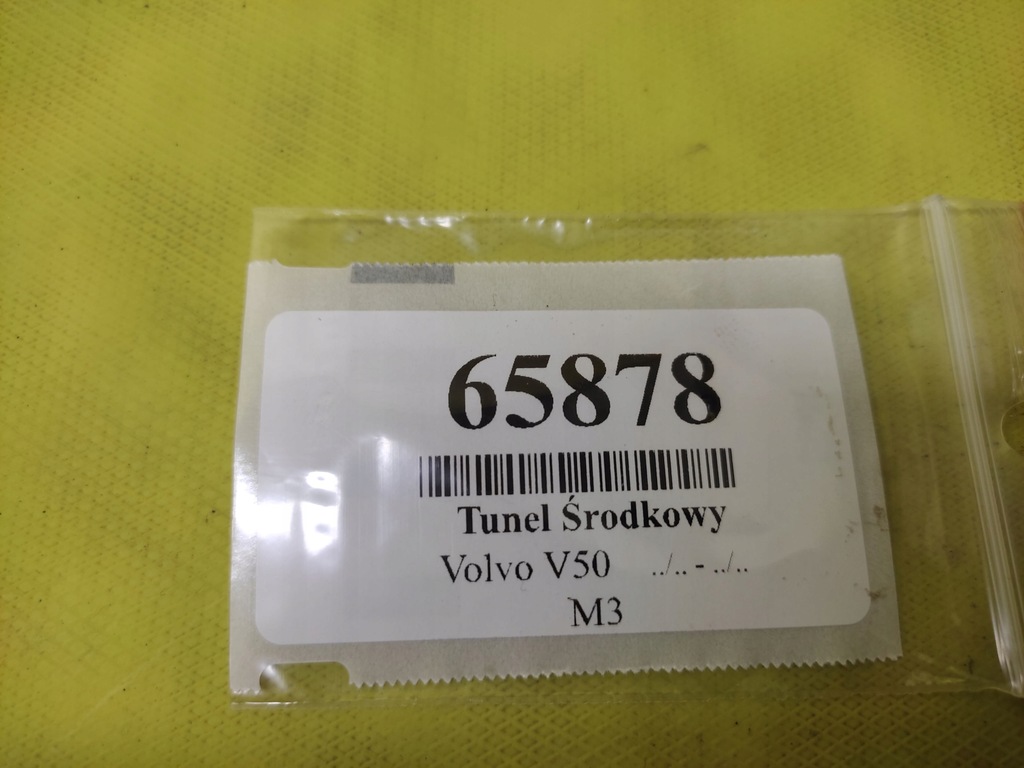 65878
Tunel Środkowy
Volvo V50 ../.. - ../..
M3